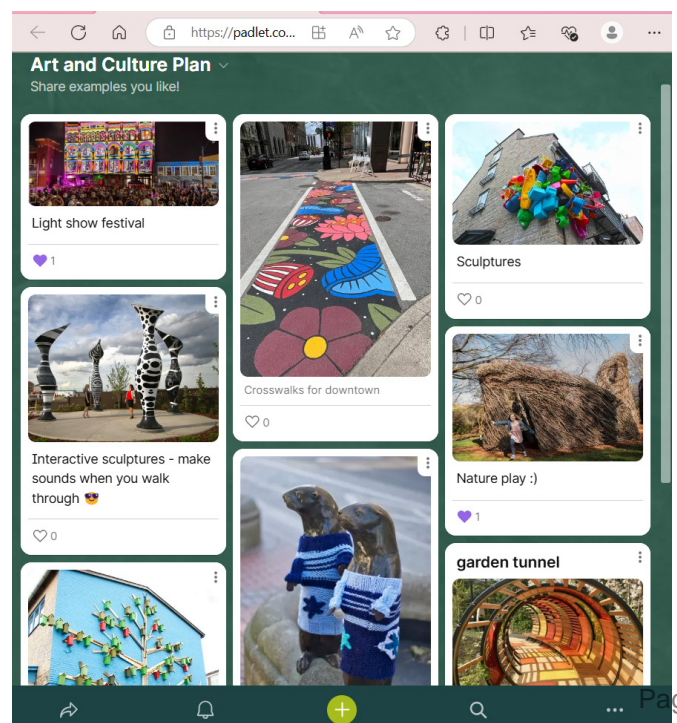 https://padlet.co...
Art and Culture Plan
Share examples you like!
Light show festival
1
Interactive sculptures - make
sounds when you walk
through 😎
0
Crosswalks for downtown
0
Sculptures
0
Nature play :)
1
garden tunnel
Pag